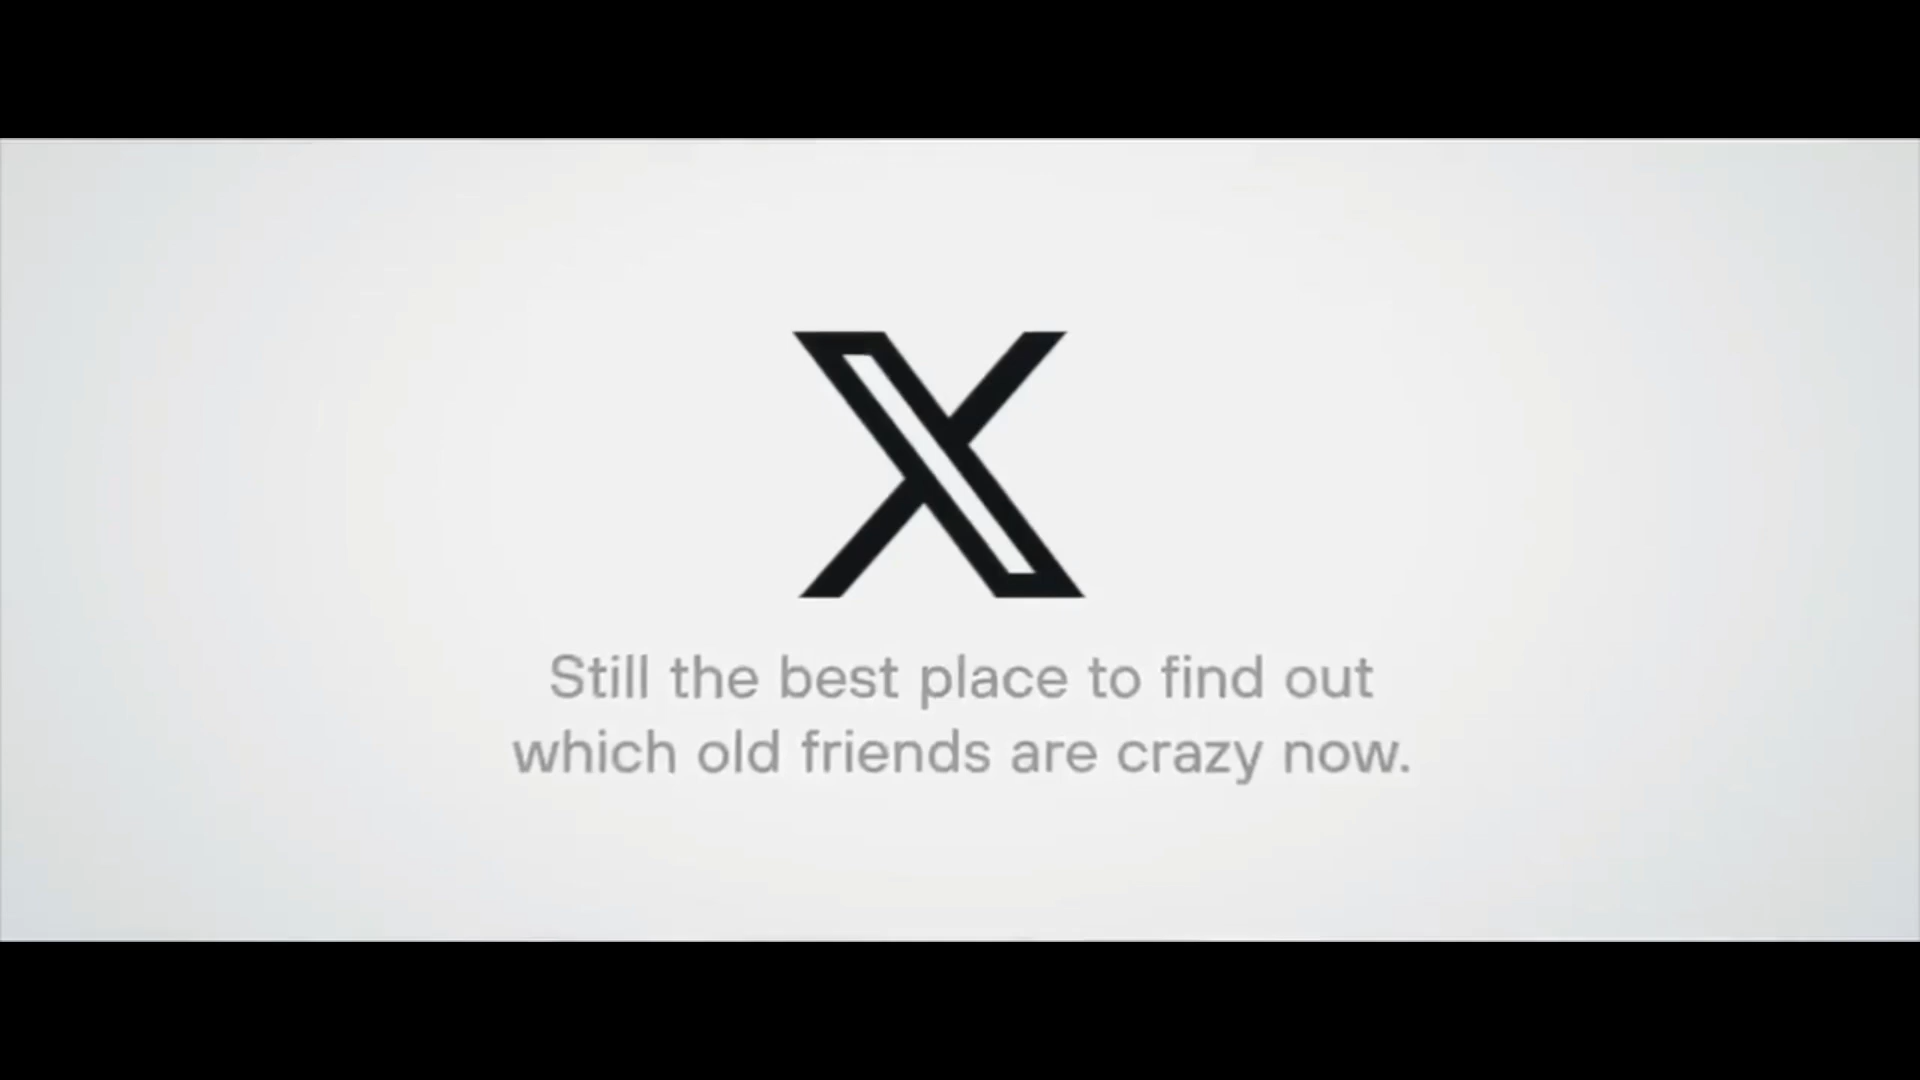 X
Still the best place to find out
which old friends are crazy now.